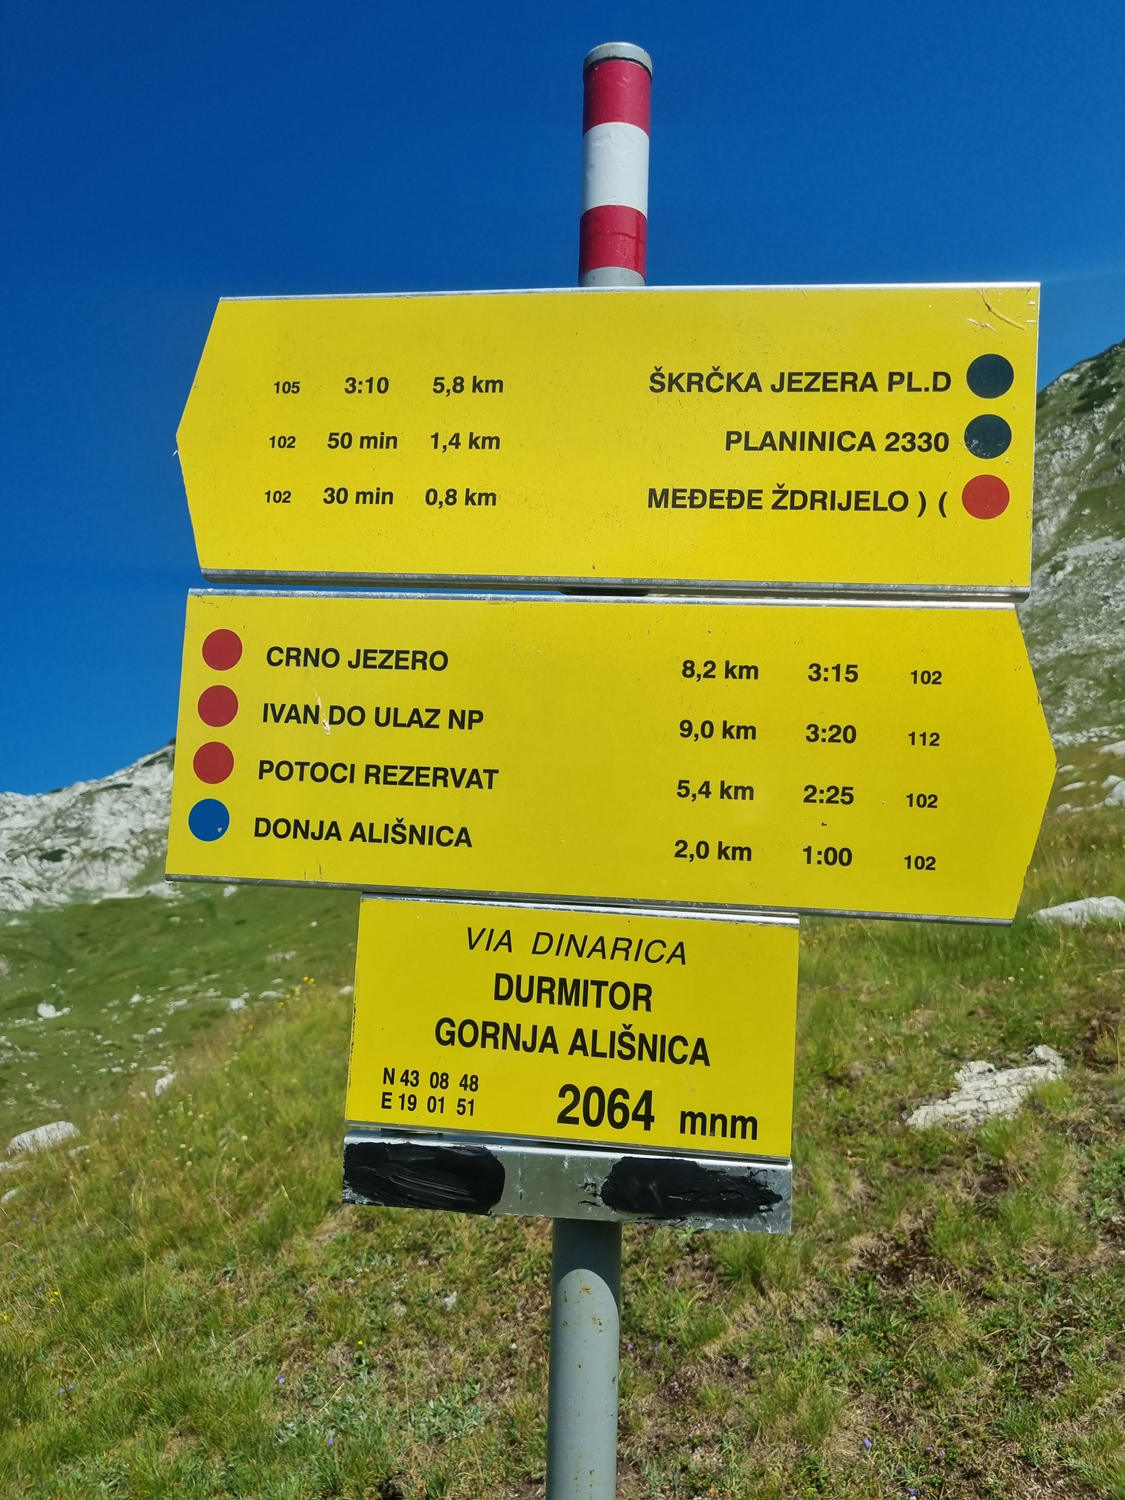 105 3:10 5,8 km ŠKRČKA JEZERA PL.D
102 50 min 1,4 km PLANINICA 2330
102 30 min 0,8 km MEĐEĐE ŽDRIJELO ) (
CRNO JEZERO 8,2 km 3:15 102
IVAN DO ULAZ NP 9,0 km 3:20 112
POTOCI REZERVAT 5,4 km 2:25 102
DONJA ALIŠNICA 2,0 km 1:00 102
VIA DINARICA
DURMITOR
GORNJA ALIŠNICA
N 43 08 48
E 19 01 51
2064 mnm